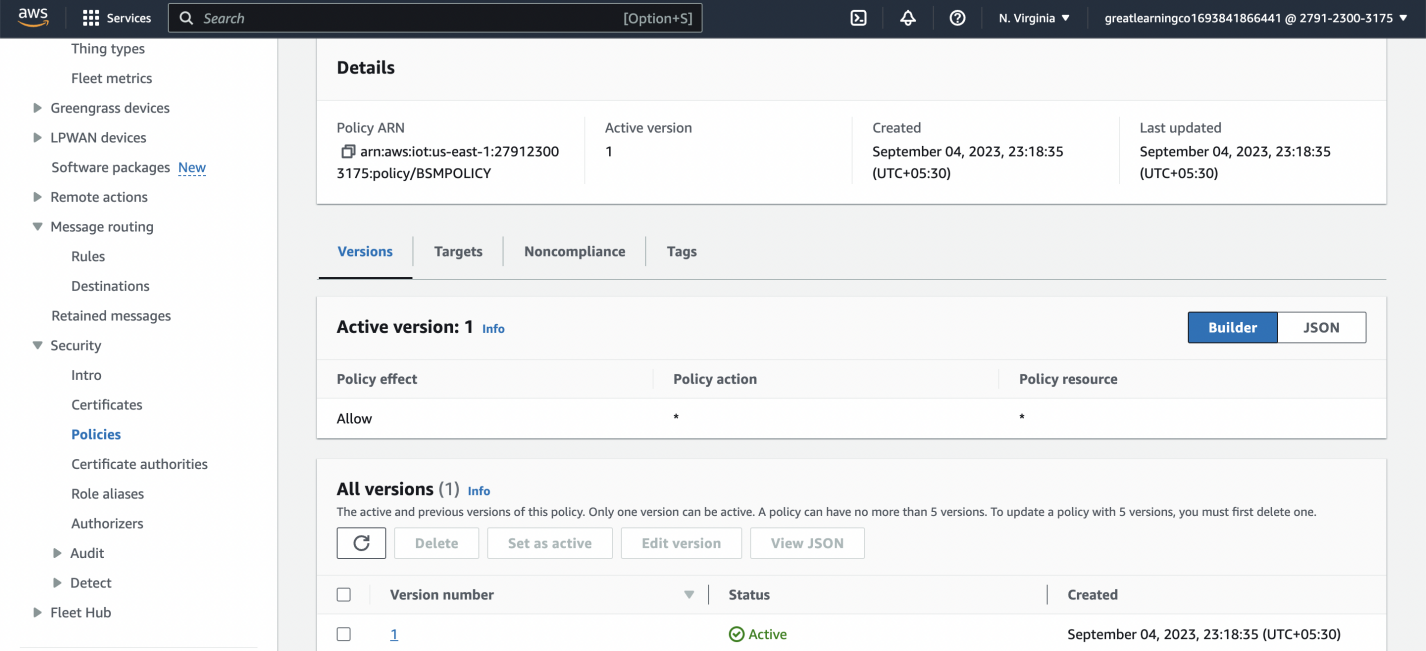 aws
Services
Search
[Option+S]
N. Virginia
greatlearningco1693841866441 @ 2791-2300-3175
Thing types
Fleet metrics
Greengrass devices
LPWAN devices
Software packages New
Remote actions
Message routing
Rules
Destinations
Retained messages
Security
Intro
Certificates
Policies
Certificate authorities
Role aliases
Authorizers
Audit
Detect
Fleet Hub
Details
Policy ARN
arn:aws:iot:us-east-1:27912300
3175:policy/BSMPOLICY
Active version
1
Created
September 04, 2023, 23:18:35
(UTC+05:30)
Last updated
September 04, 2023, 23:18:35
(UTC+05:30)
Versions
Targets
Noncompliance
Tags
Active version: 1 Info
Builder
JSON
Policy effect
Policy action
Policy resource
Allow
*
*
All versions (1) Info
The active and previous versions of this policy. Only one version can be active. A policy can have no more than 5 versions. To update a policy with 5 versions, you must first delete one.
Delete
Set as active
Edit version
View JSON
Version number
Status
Created
1
Active
September 04, 2023, 23:18:35 (UTC+05:30)